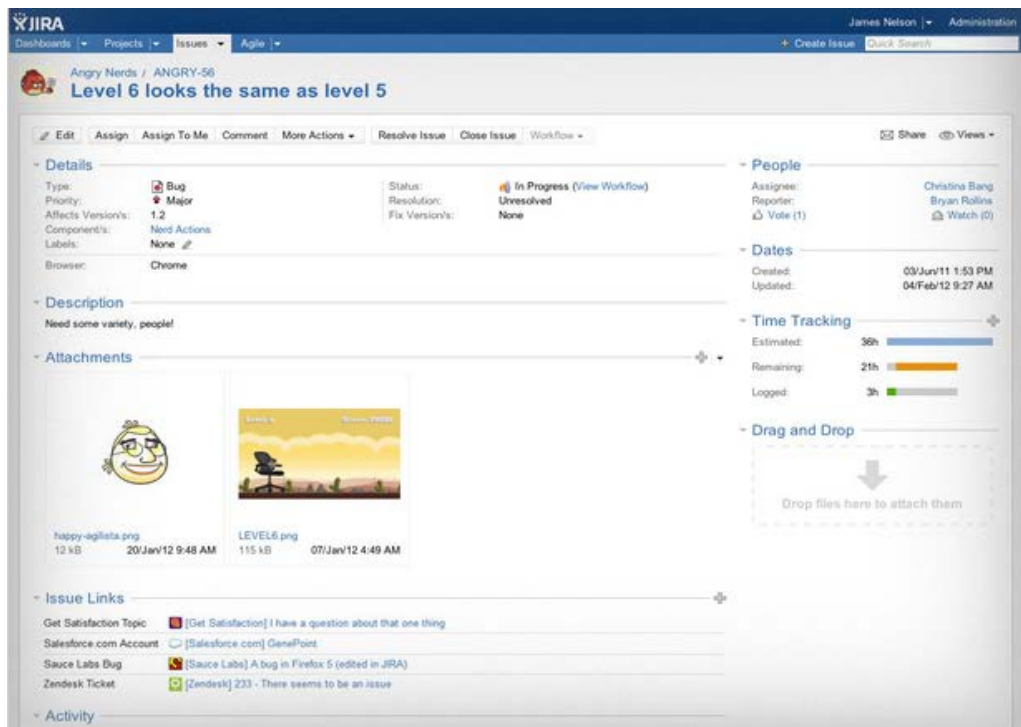 JIRA
James Nelson Administration
Dashboards Projects Issues Agile
Create Issue Quick Search
Angry Nerds / ANGRY-56
Level 6 looks the same as level 5
Edit Assign Assign To Me Comment More Actions Resolve Issue Close Issue Workflow Share Views
Details
Type: Bug Status: In Progress (View Workflow)
Priority: Major Resolution: Unresolved
Affects Version/s: 1.2 Fix Version/s: None
Component/s: Nerd Actions
Labels: None
Browser: Chrome
Description
Need some variety, people!
Attachments
happy-agilista.png
12 kB 20/Jan/12 9:48 AM
LEVEL6.png
115 kB 07/Jan/12 4:49 AM
Issue Links
Get Satisfaction Topic [Get Satisfaction] I have a question about that one thing
Salesforce.com Account [Salesforce.com] GenePoint
Sauce Labs Bug [Sauce Labs] A bug in Firefox 5 (edited in JIRA)
Zendesk Ticket [Zendesk] 233 - There seems to be an issue
Activity
People
Assignee: Christina Bang
Reporter: Bryan Rollins
Vote (1) Watch (0)
Dates
Created: 03/Jun/11 1:53 PM
Updated: 04/Feb/12 9:27 AM
Time Tracking
Estimated: 36h
Remaining: 21h
Logged: 3h
Drag and Drop
Drop files here to attach them